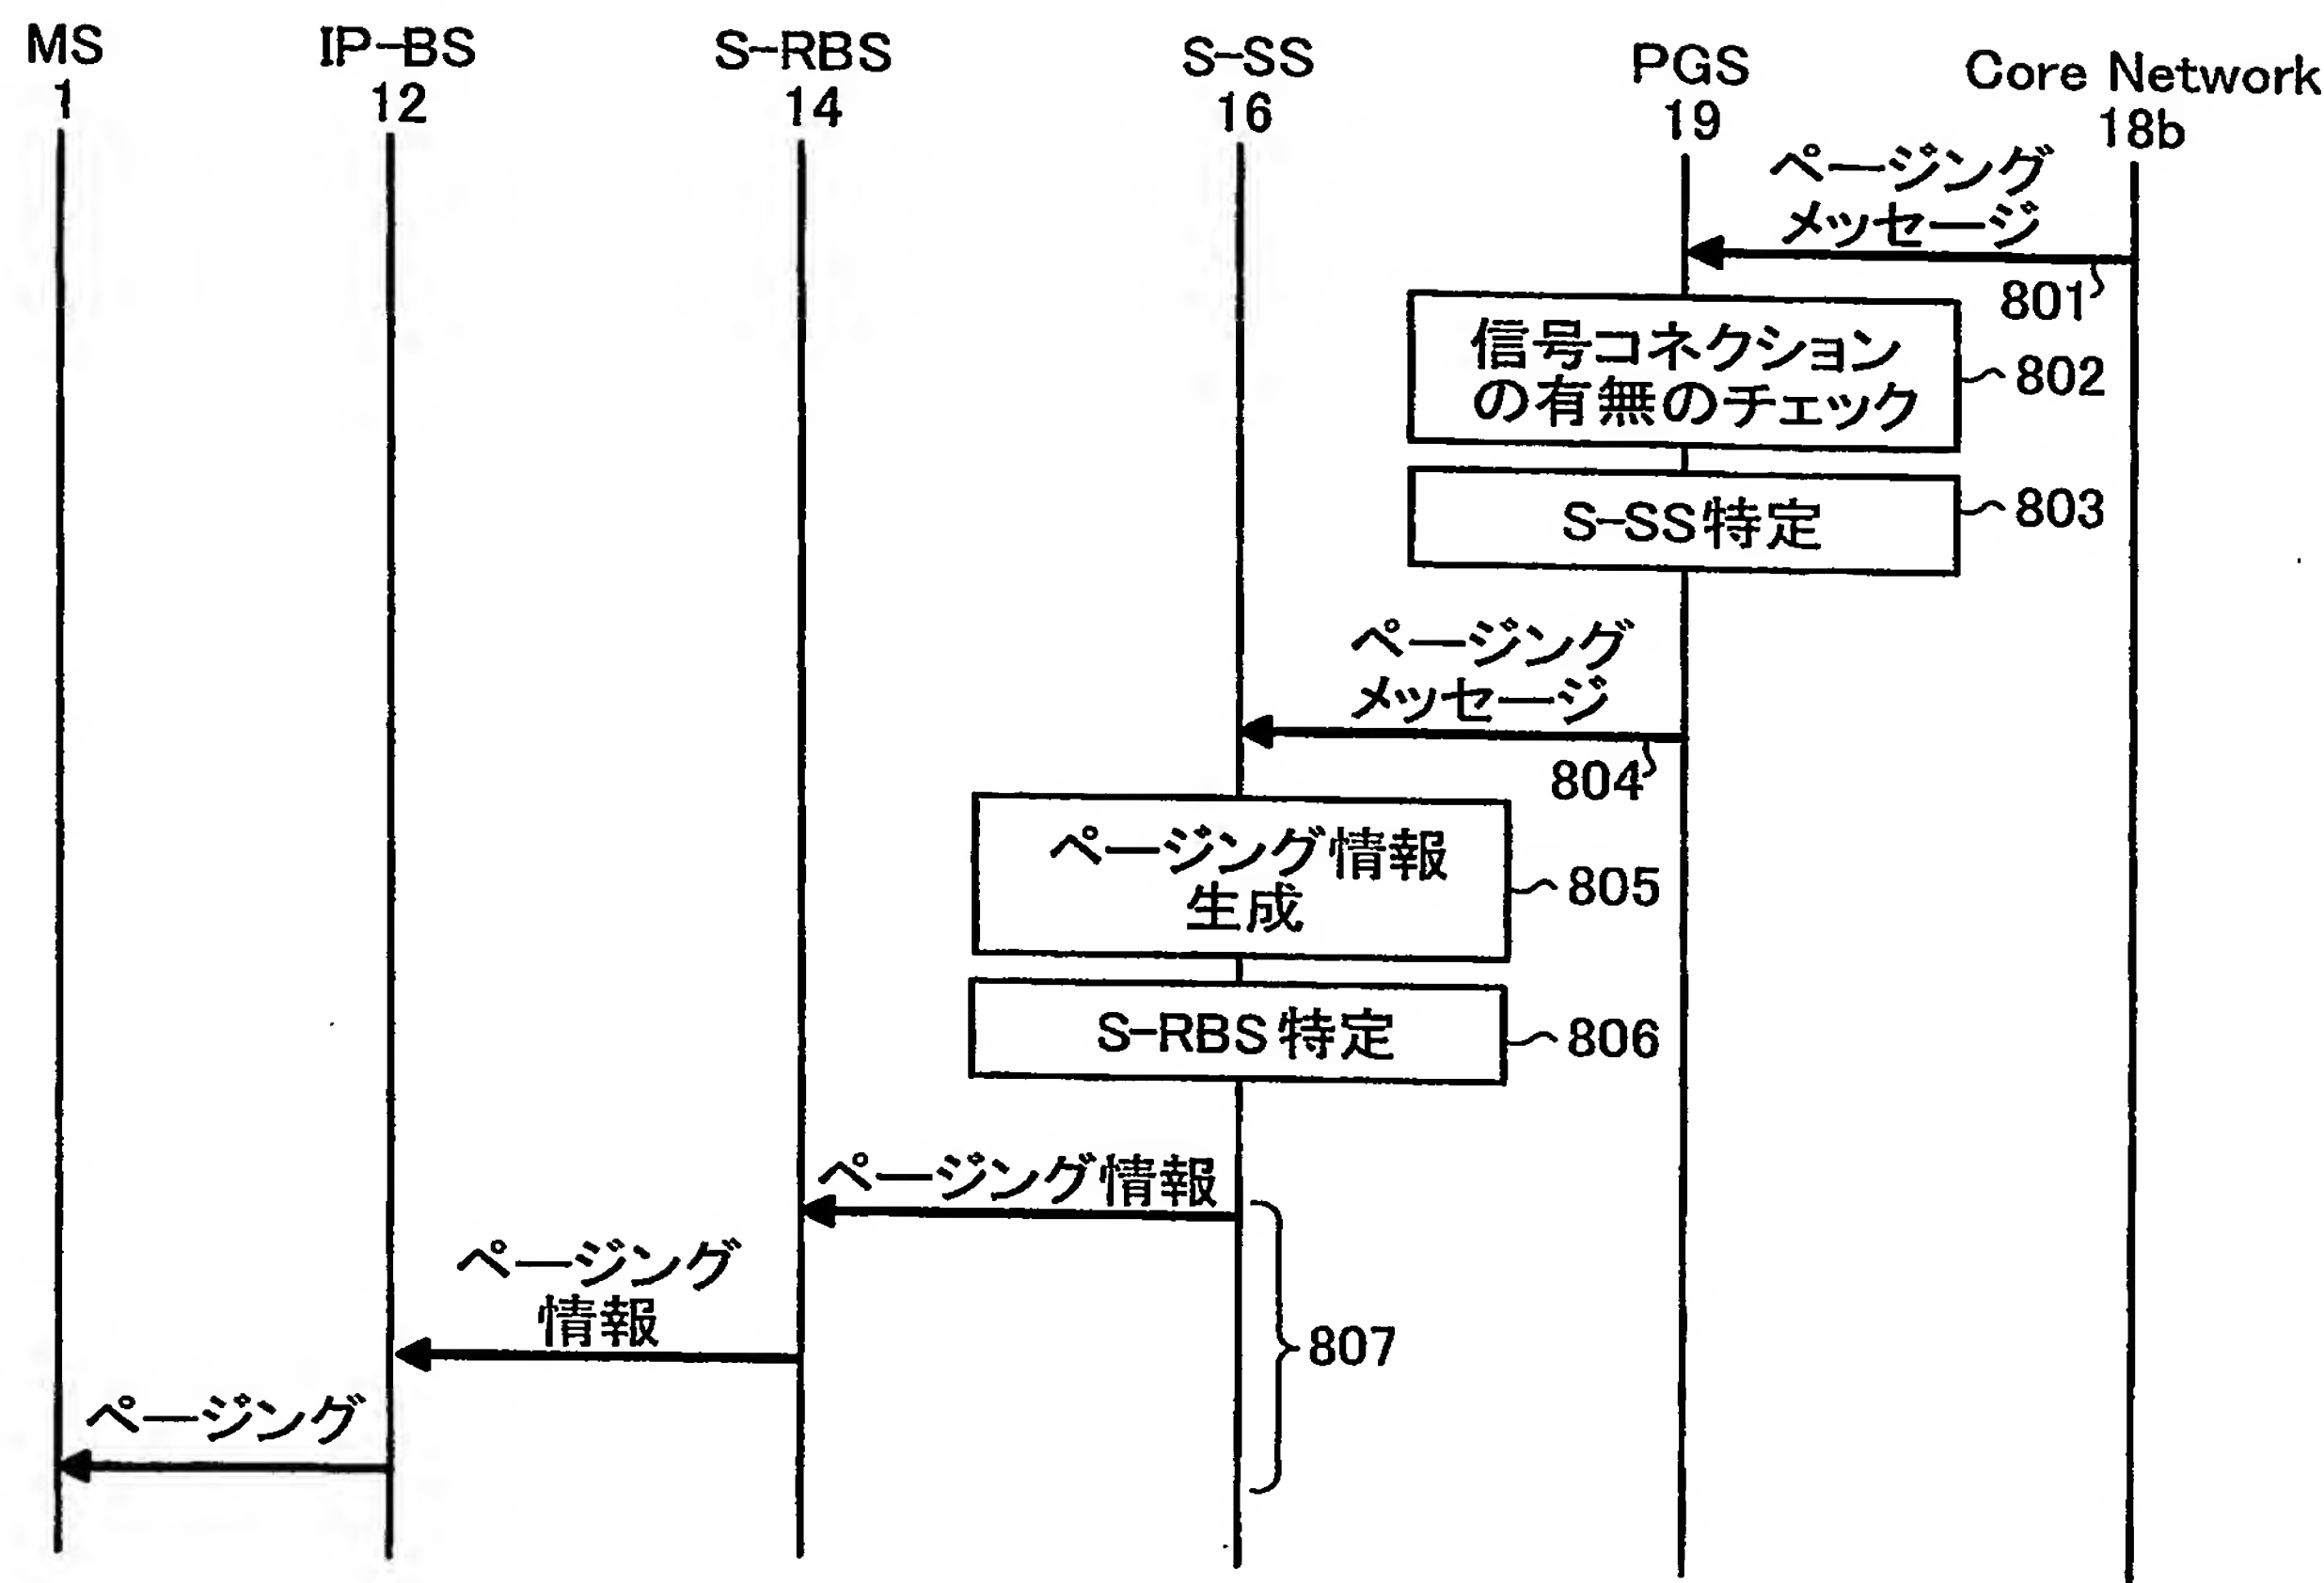 MS
1
IP-BS
12
S-RBS
14
S-SS
16
PGS
19
Core Network
18b
ページング
メッセージ
801
信号コネクション
の有無のチェック
802
S-SS特定
803
ページング
メッセージ
804
ページング情報
生成
805
S-RBS特定
806
ページング情報
ページング
情報
807
ページング